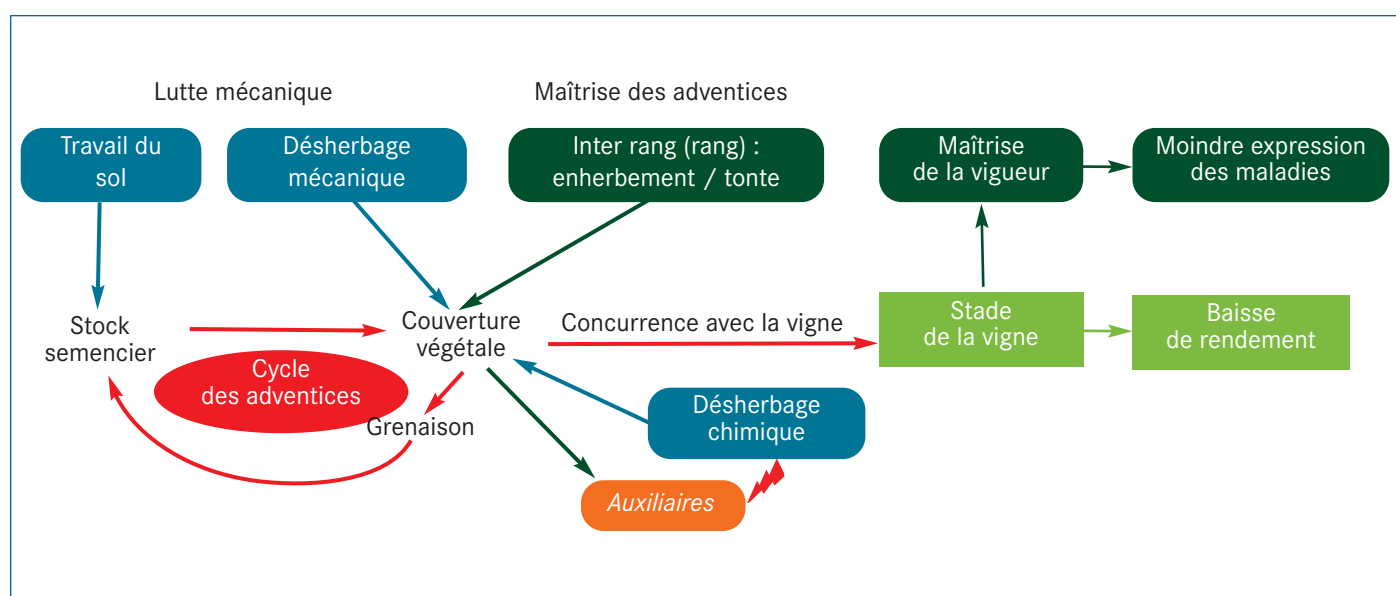 Lutte mécanique
Maîtrise des adventices
Travail du
sol
Désherbage
mécanique
Inter rang (rang) :
enherbement / tonte
Maîtrise
de la vigueur
Moindre expression
des maladies
Stock
semencier
Couverture
végétale
Concurrence avec la vigne
Stade
de la vigne
Baisse
de rendement
Cycle
des adventices
Grenaison
Désherbage
chimique
Auxiliaires